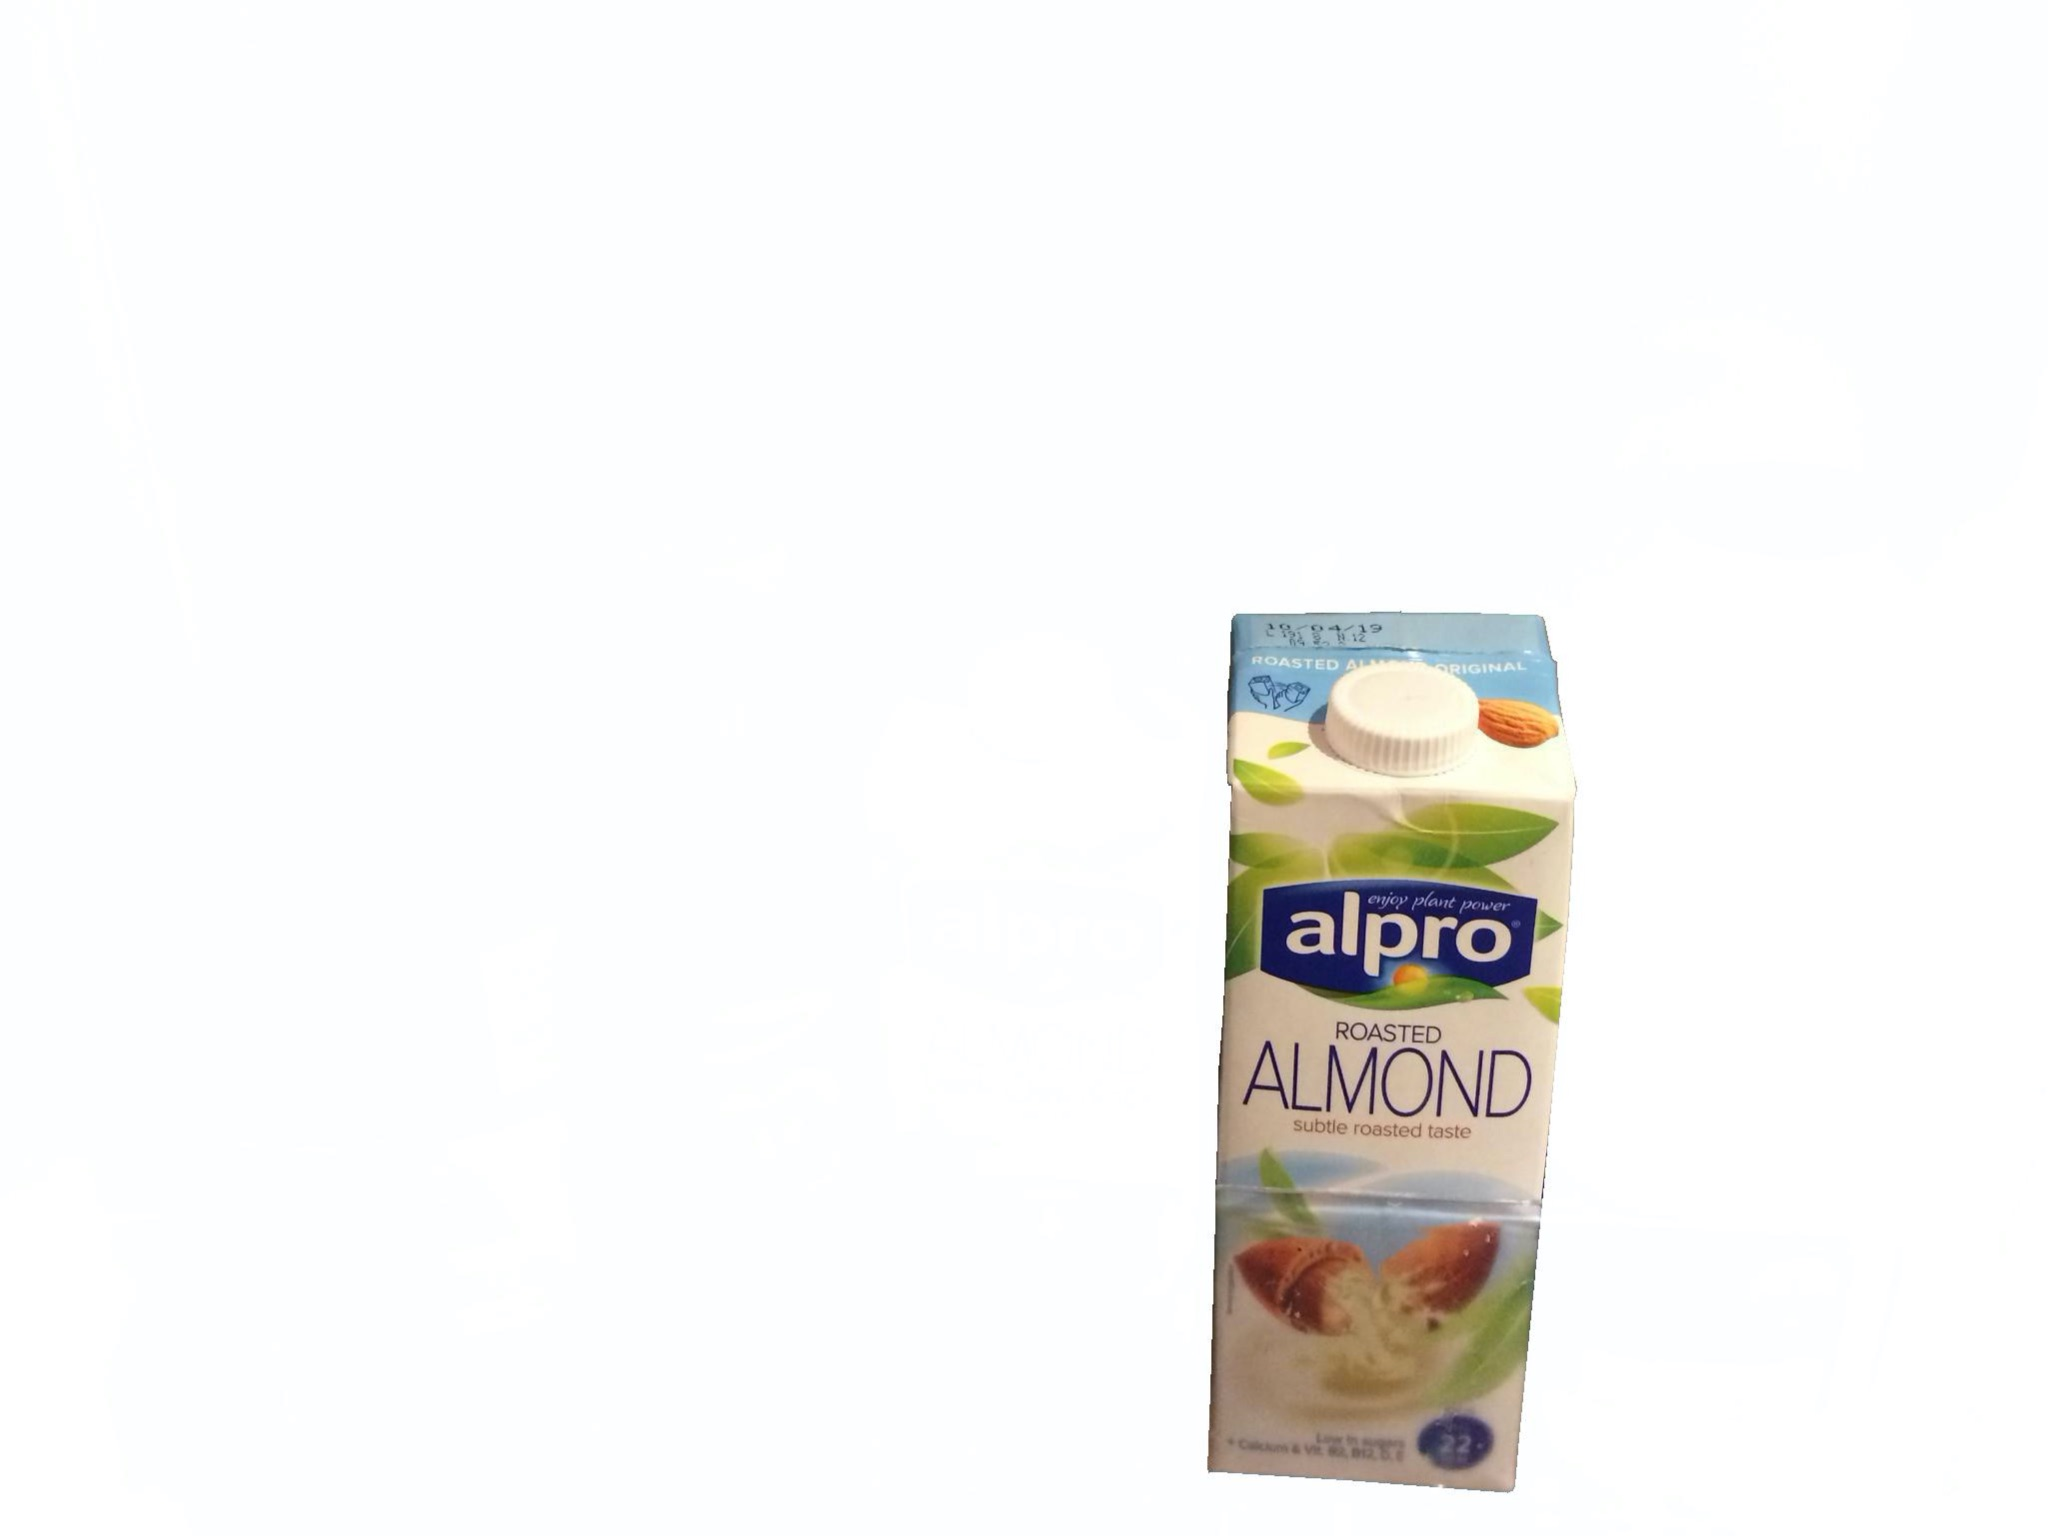 10/04/19
ROASTED ALMOND ORIGINAL
enjoy plant power
alpro®
ROASTED
ALMOND
subtle roasted taste
Low in sugars
* Calcium & Vit. B2, B12, D, E
22